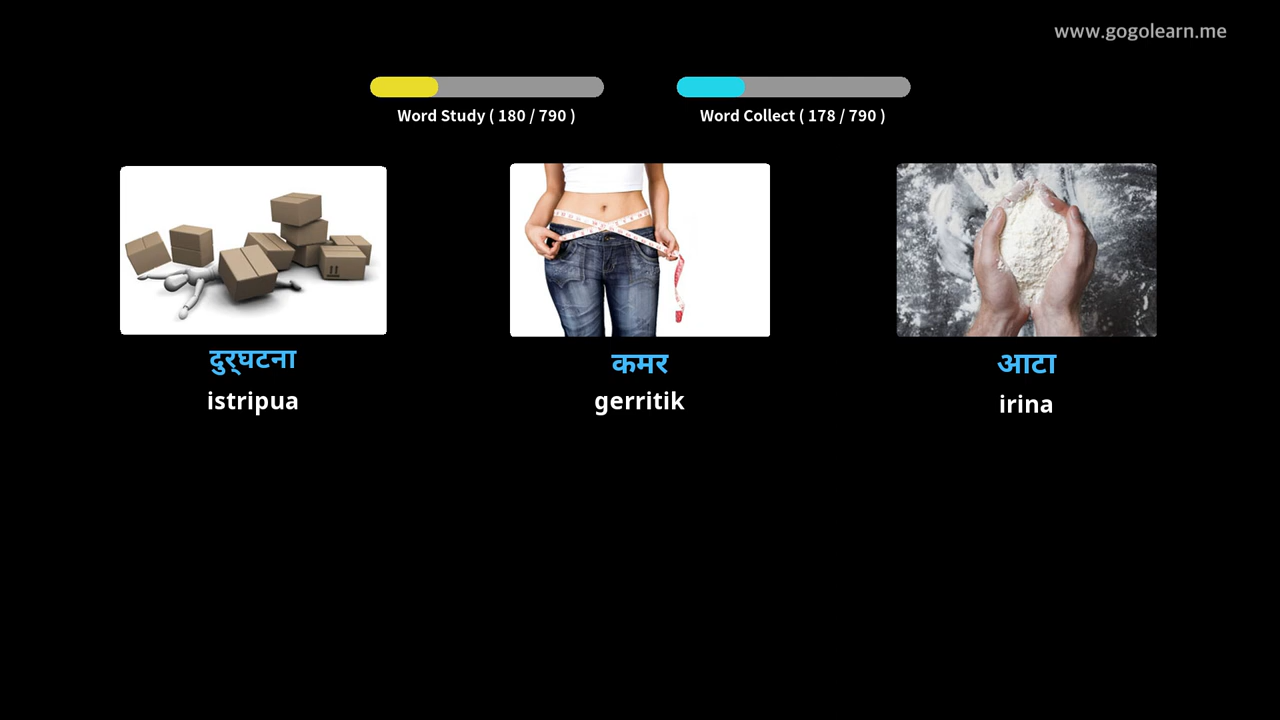 www.gogolearn.me
Word Study ( 180 / 790 )
Word Collect ( 178 / 790 )
दुर्घटना
कमर
आटा
istripua
gerritik
irina